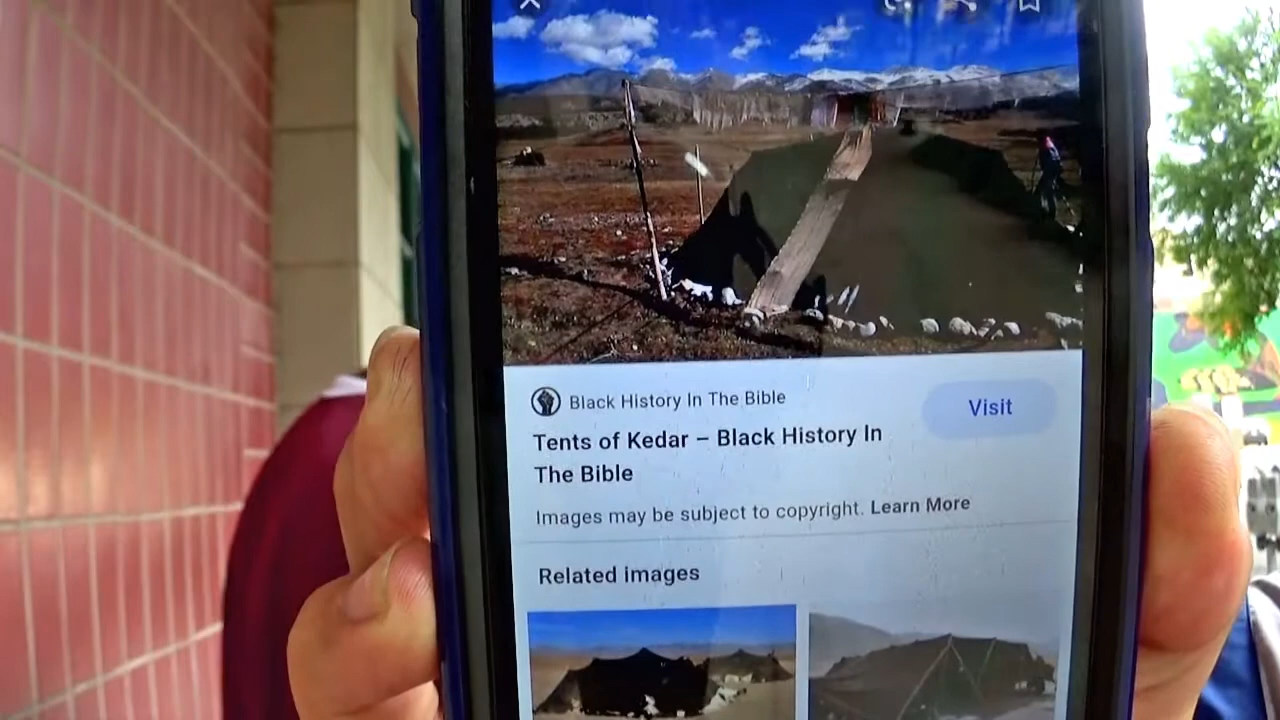 Black History In The Bible
Visit
Tents of Kedar – Black History In
The Bible
Images may be subject to copyright. Learn More
Related images